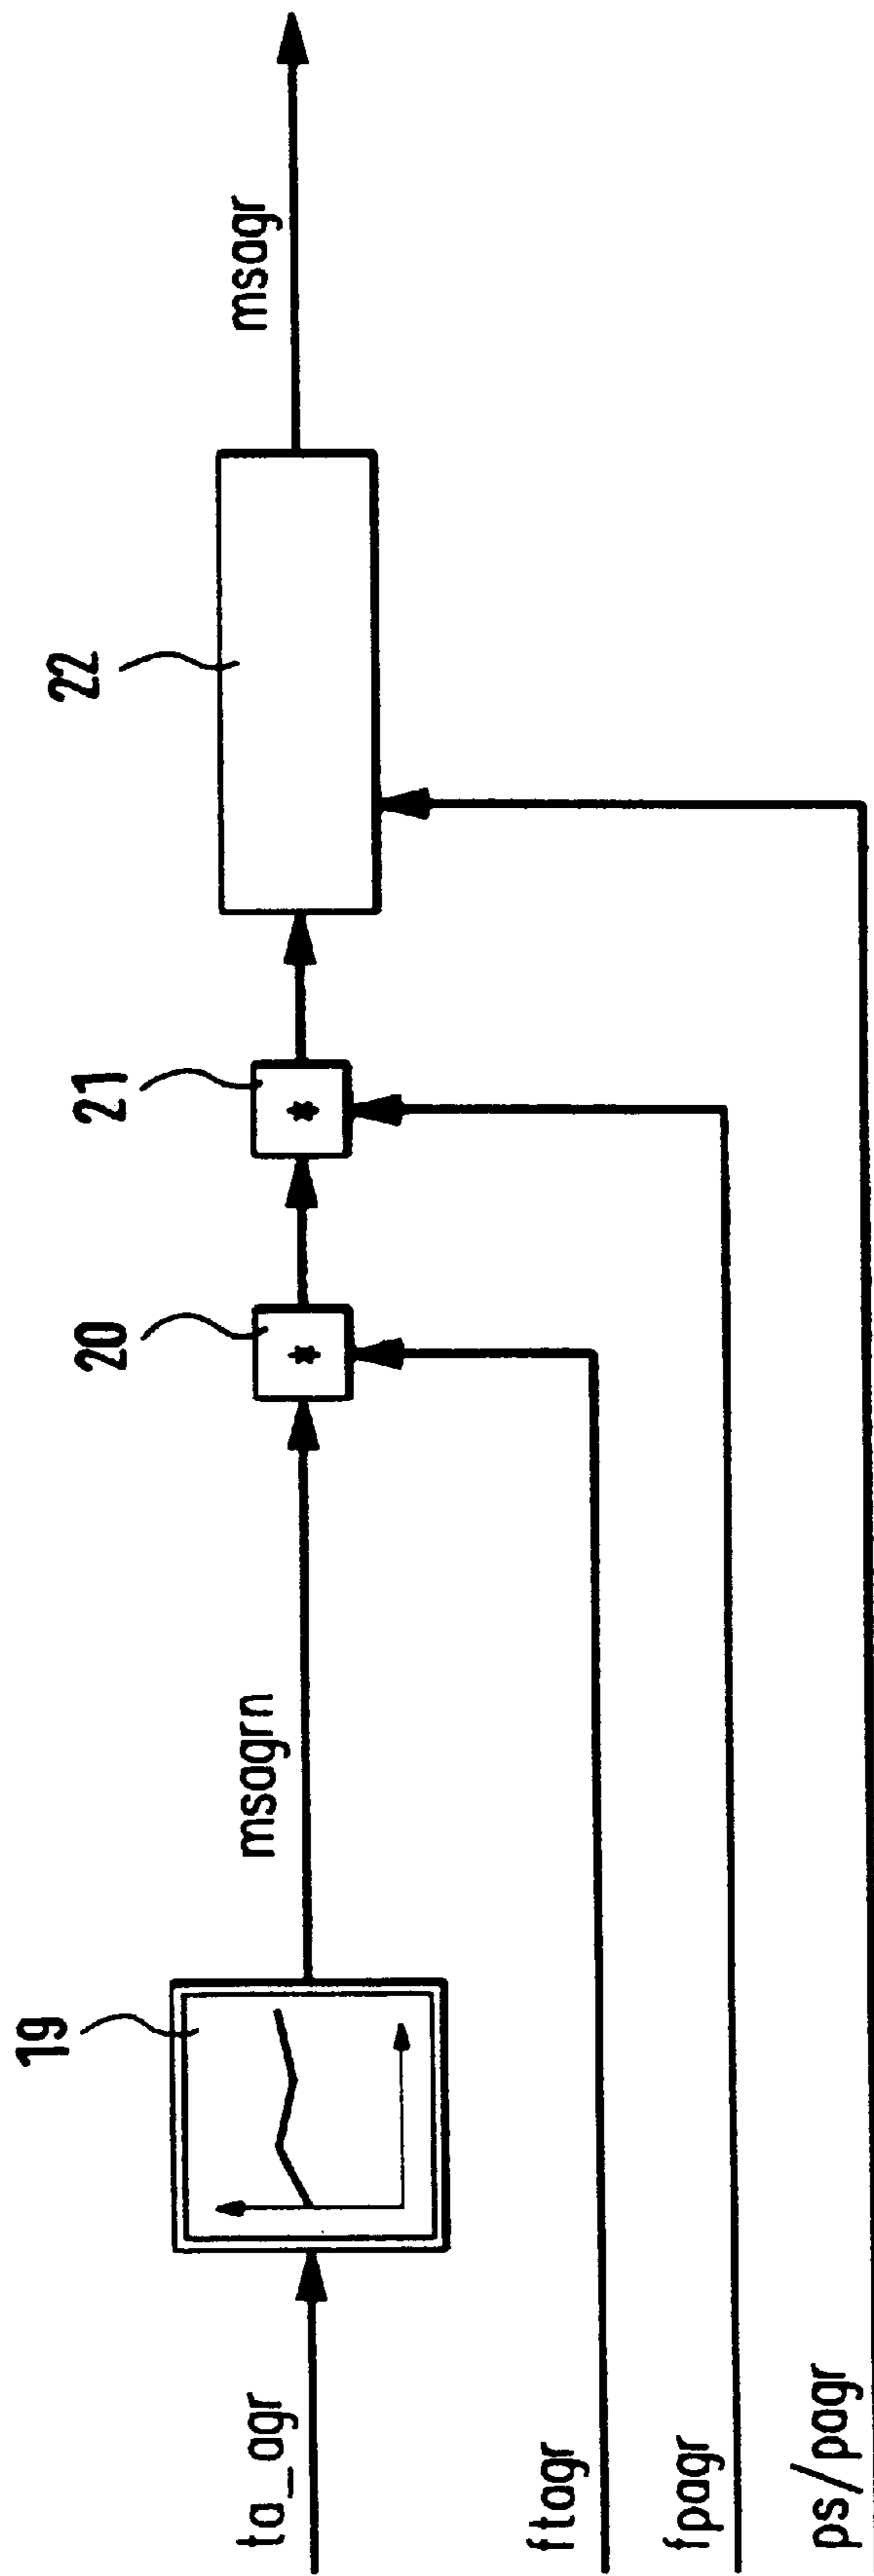 19
20
21
22
ta_agr
msagrn
*
*
msagr
ftagr
fpagr
ps/pagr